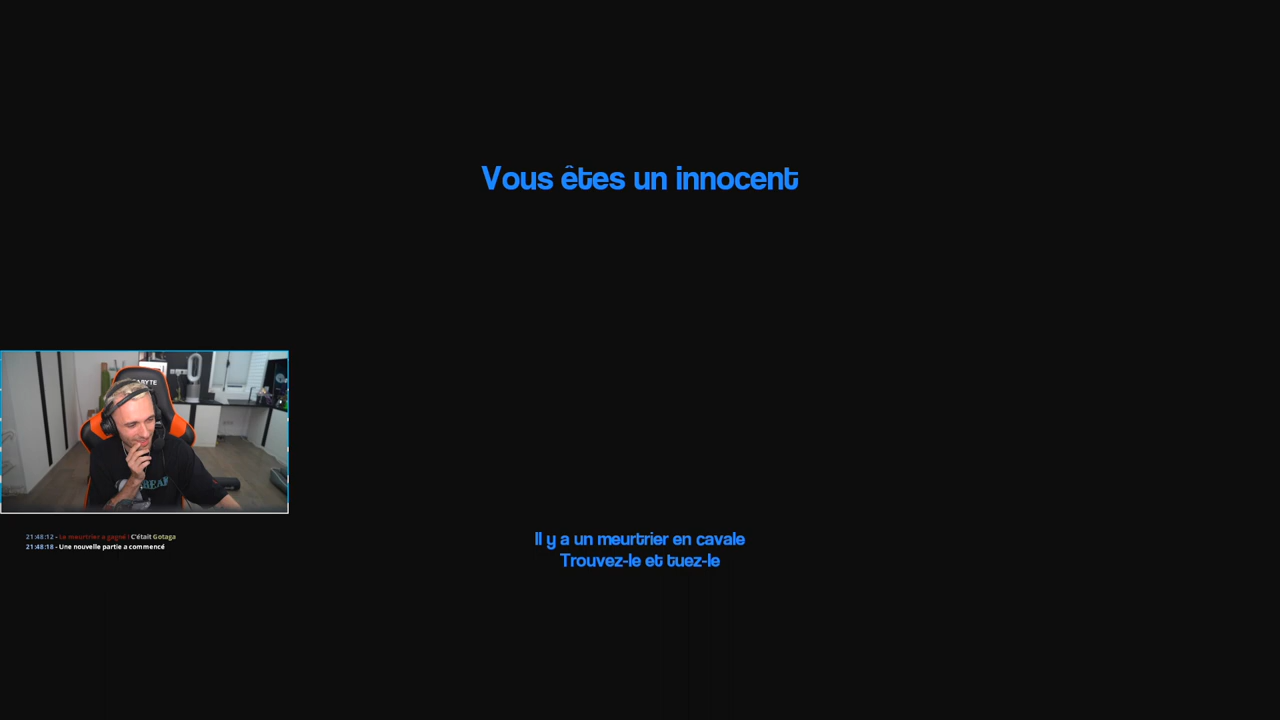 Vous êtes un innocent
21:48:12 - Le meurtrier a gagné ! C'était Gotaga
21:48:18 - Une nouvelle partie a commencé
Il y a un meurtrier en cavale
Trouvez-le et tuez-le